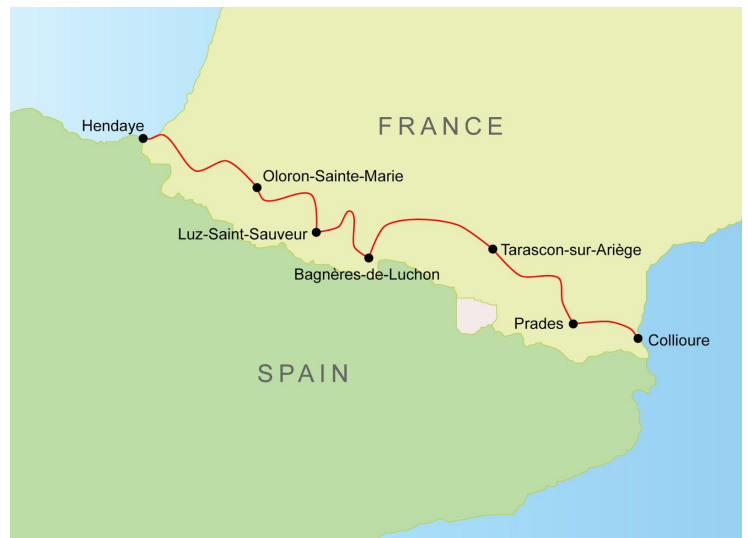 Hendaye
FRANCE
Oloron-Sainte-Marie
Luz-Saint-Sauveur
Tarascon-sur-Ariège
Bagnères-de-Luchon
Prades
Collioure
SPAIN